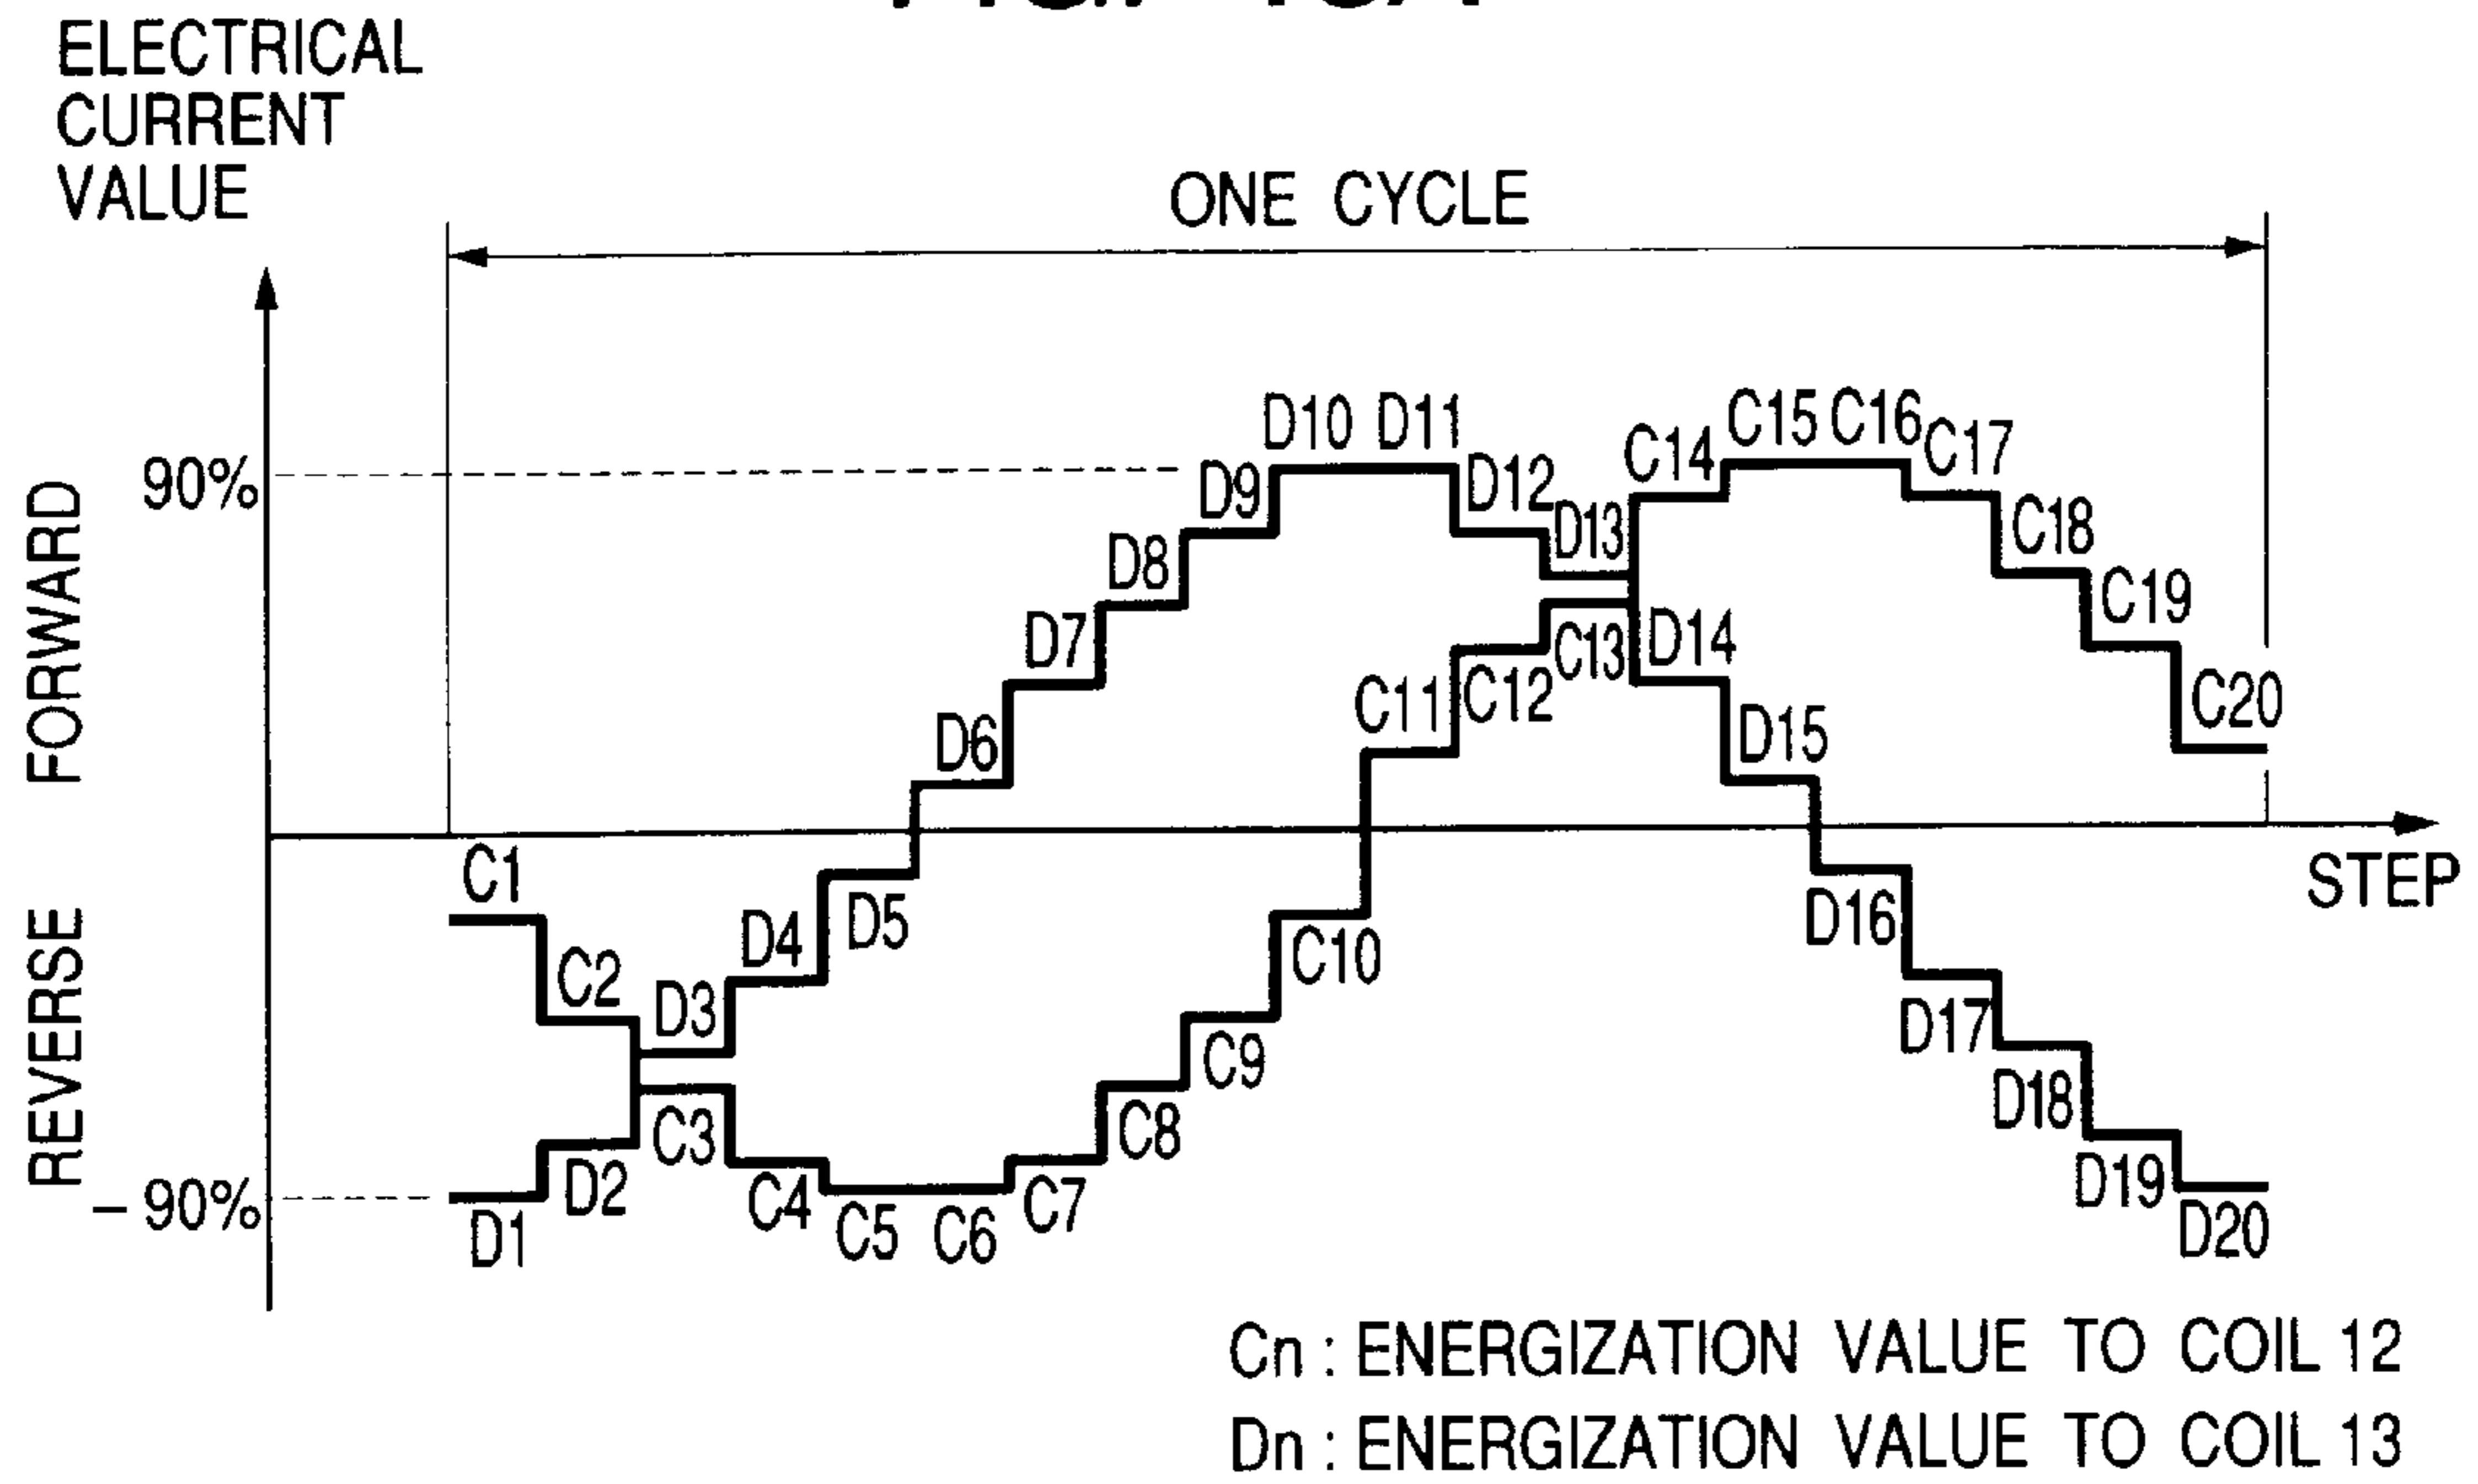 ELECTRICAL
CURRENT
VALUE
ONE CYCLE
FORWARD
REVERSE
90%
– 90%
STEP
C1
C2
C3
C4
C5
C6
C7
C8
C9
C10
C11
C12
C13
C14
C15
C16
C17
C18
C19
C20
D1
D2
D3
D4
D5
D6
D7
D8
D9
D10
D11
D12
D13
D14
D15
D16
D17
D18
D19
D20
Cn : ENERGIZATION VALUE TO COIL 12
Dn : ENERGIZATION VALUE TO COIL 13